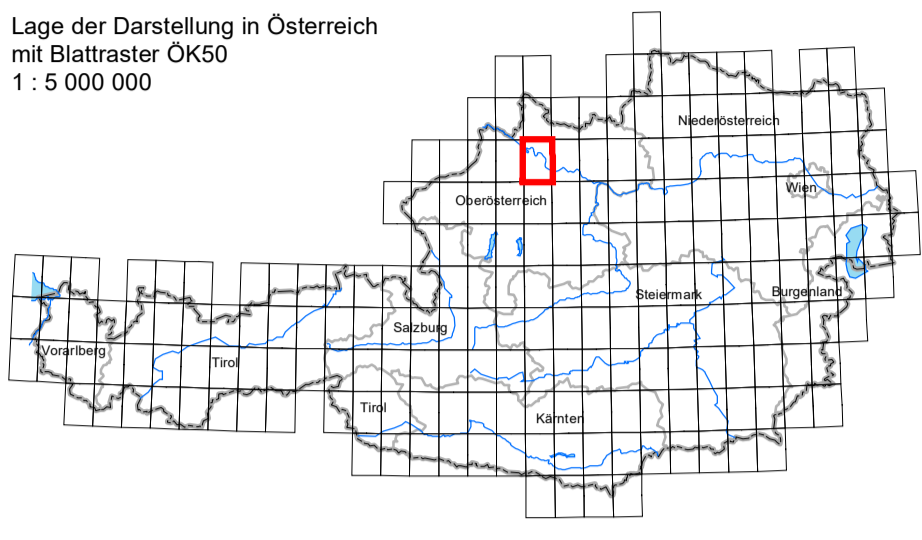 Lage der Darstellung in Österreich
mit Blattraster ÖK50
1 : 5 000 000
Niederösterreich
Wien
Oberösterreich
Steiermark
Burgenland
Salzburg
Vorarlberg
Tirol
Tirol
Kärnten